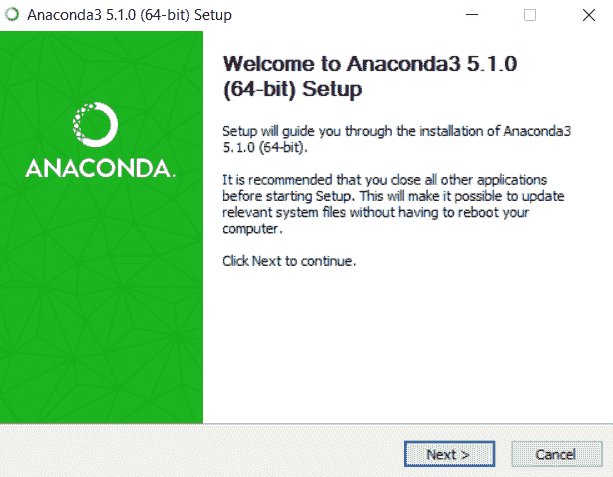 Anaconda3 5.1.0 (64-bit) Setup
Welcome to Anaconda3 5.1.0
(64-bit) Setup
ANACONDA.
Setup will guide you through the installation of Anaconda3
5.1.0 (64-bit).
It is recommended that you close all other applications
before starting Setup. This will make it possible to update
relevant system files without having to reboot your
computer.
Click Next to continue.
Next >
Cancel